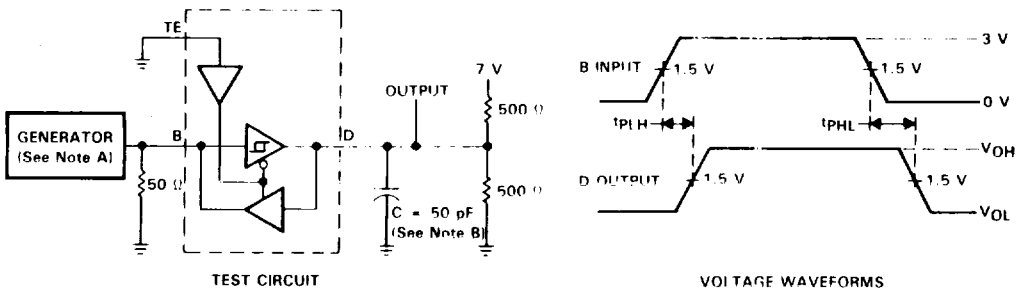 TE
B
D
GENERATOR
(See Note A)
50 Ω
OUTPUT
7 V
500 Ω
500 Ω
C = 50 pF
(See Note B)
TEST CIRCUIT
B INPUT
1.5 V
1.5 V
3 V
0 V
tPLH
tPHL
D OUTPUT
1.5 V
1.5 V
VOH
VOL
VOLTAGE WAVEFORMS